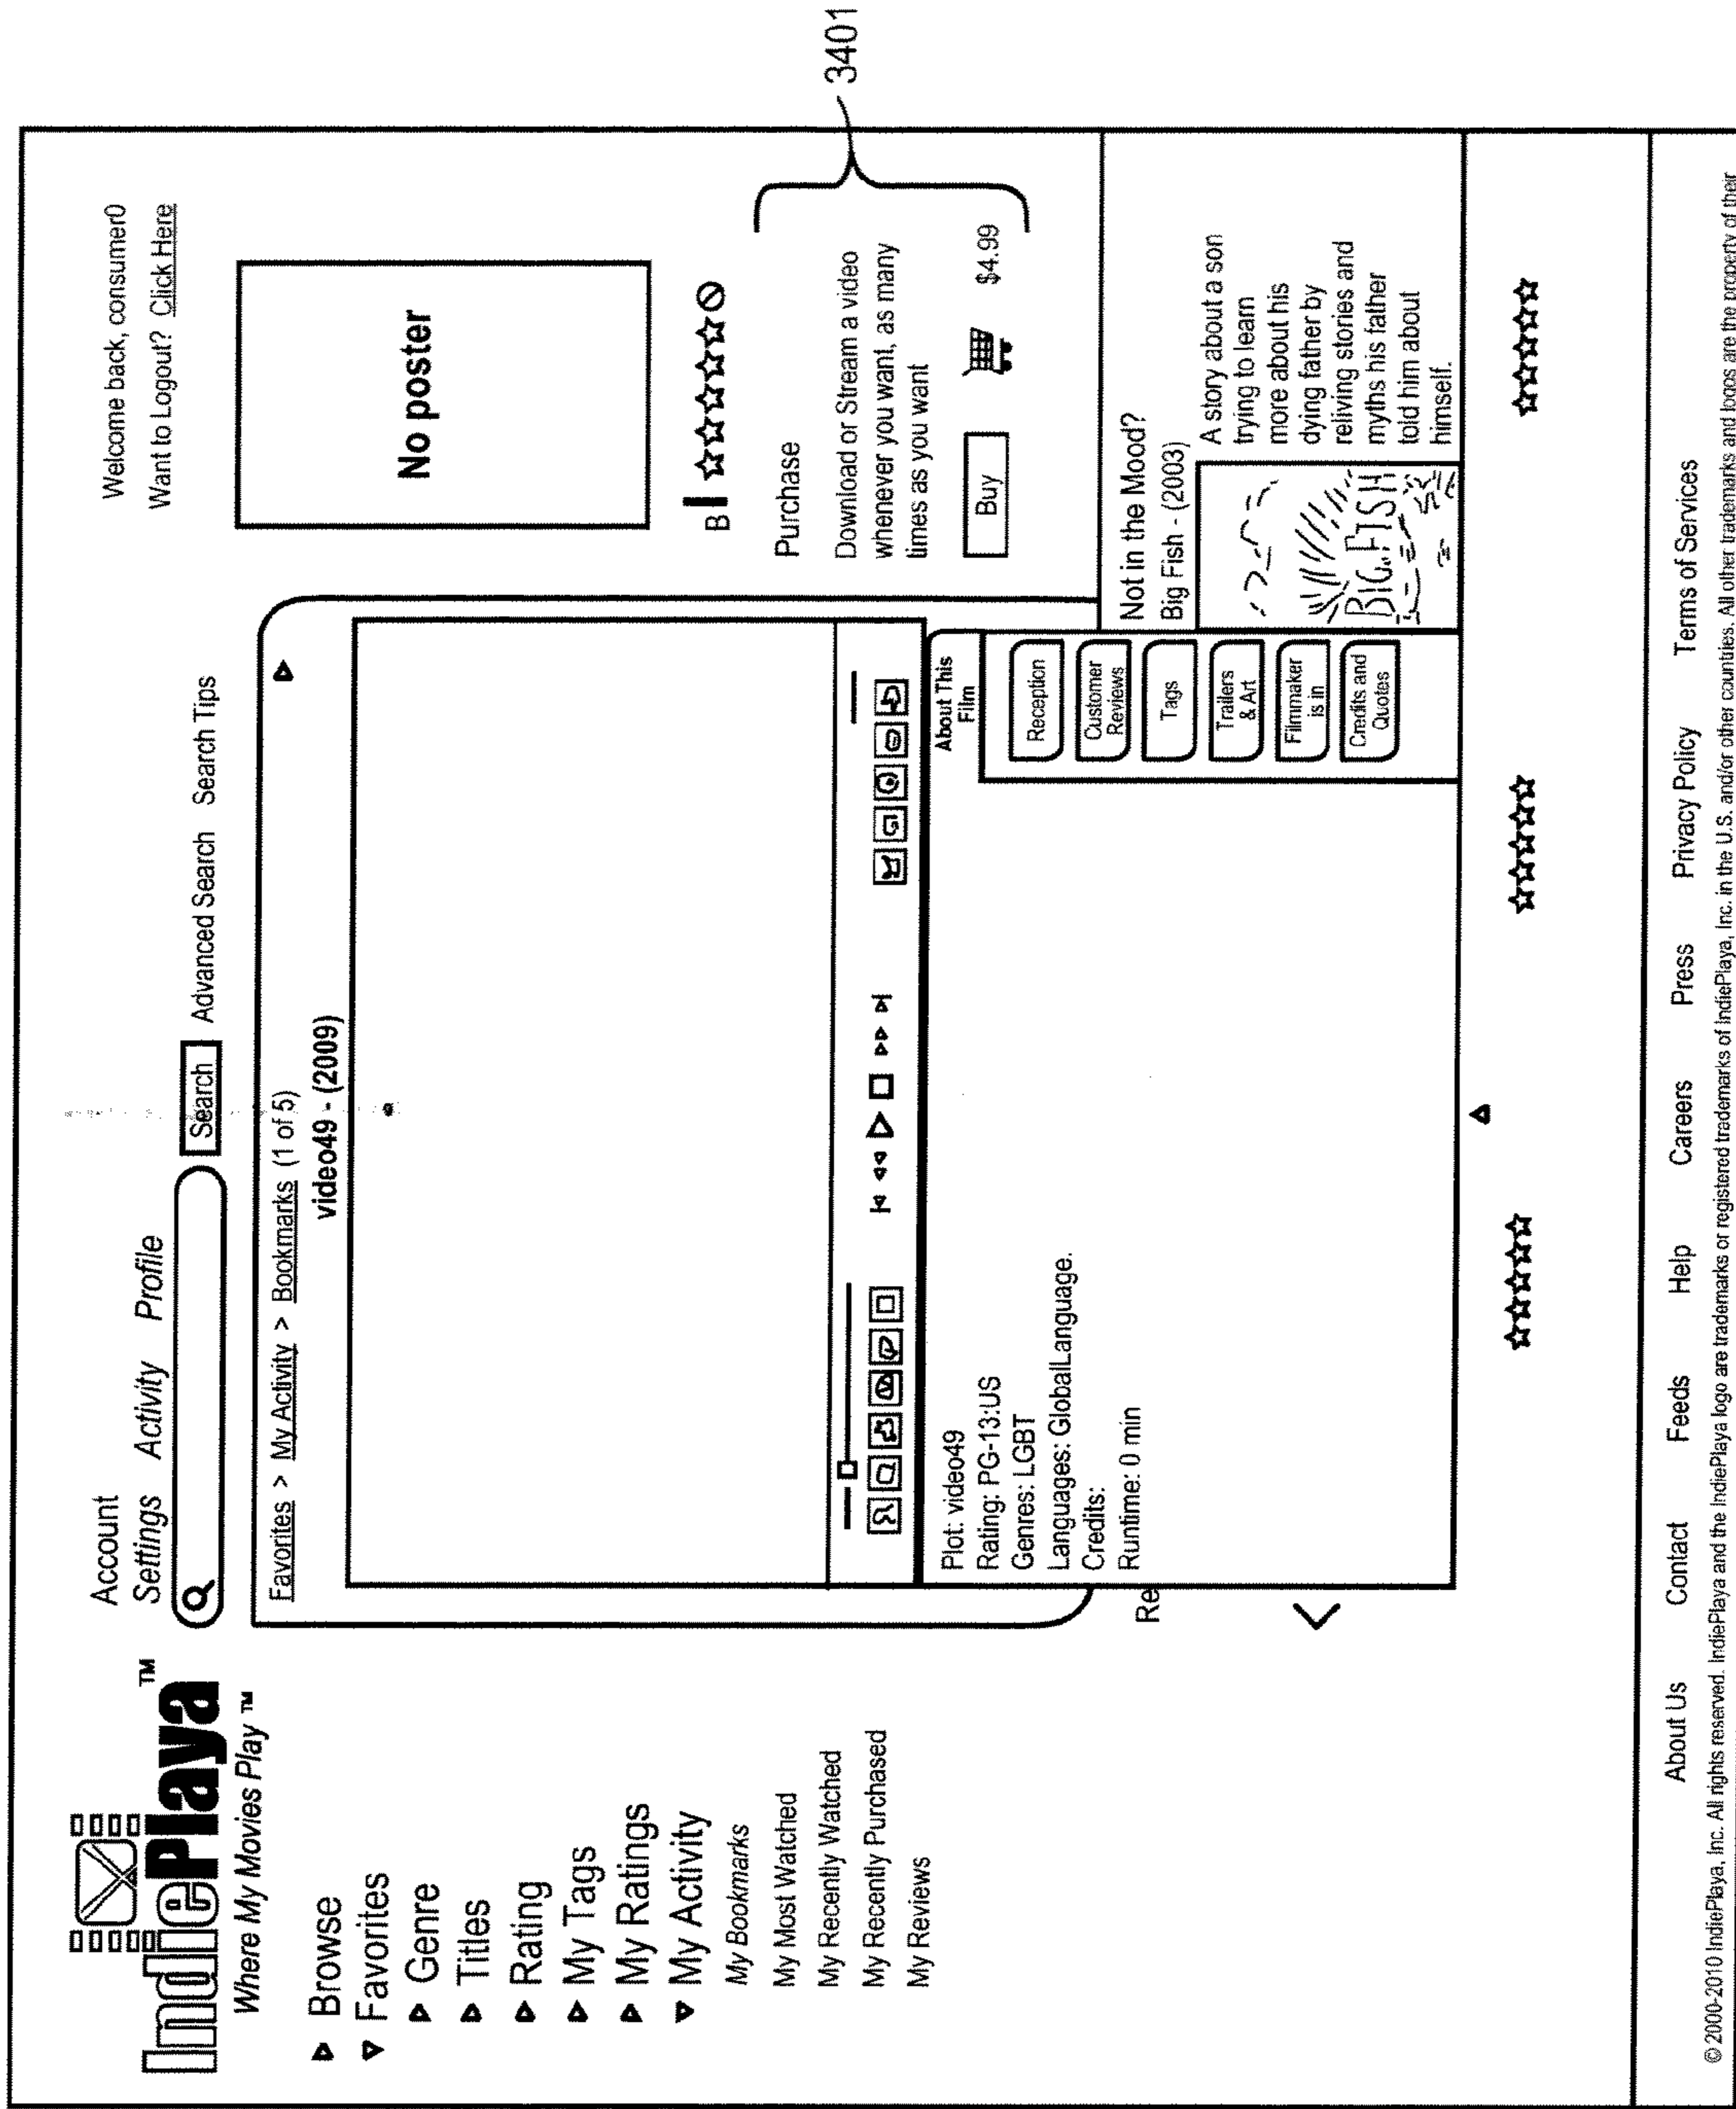 IndiePlaya™
Where My Movies Play™
Account
Settings Activity Profile
Search Advanced Search Search Tips
Welcome back, consumer0
Want to Logout? Click Here
Browse
Favorites
Genre
Titles
Rating
My Tags
My Ratings
My Activity
My Bookmarks
My Most Watched
My Recently Watched
My Recently Purchased
My Reviews
Favorites > My Activity > Bookmarks (1 of 5)
video49 - (2009)
No poster
B
Purchase
Download or Stream a video
whenever you want, as many
times as you want
Buy $4.99
3401
Plot: video49
Rating: PG-13:US
Genres: LGBT
Languages: GlobalLanguage.
Credits:
Runtime: 0 min
About This
Film
Reception
Customer
Reviews
Tags
Trailers
& Art
Filmmaker
is in
Credits and
Quotes
Not in the Mood?
Big Fish - (2003)
BIG FISH
A story about a son
trying to learn
more about his
dying father by
reliving stories and
myths his father
told him about
himself.
Re
About Us Contact Feeds Help Careers Press Privacy Policy Terms of Services
©2000-2010 IndiePlaya, Inc. All rights reserved. IndiePlaya and the IndiePlaya logo are trademarks or registered trademarks of IndiePlaya, Inc. in the U.S. and/or other countries. All other trademarks and logos are the property of their